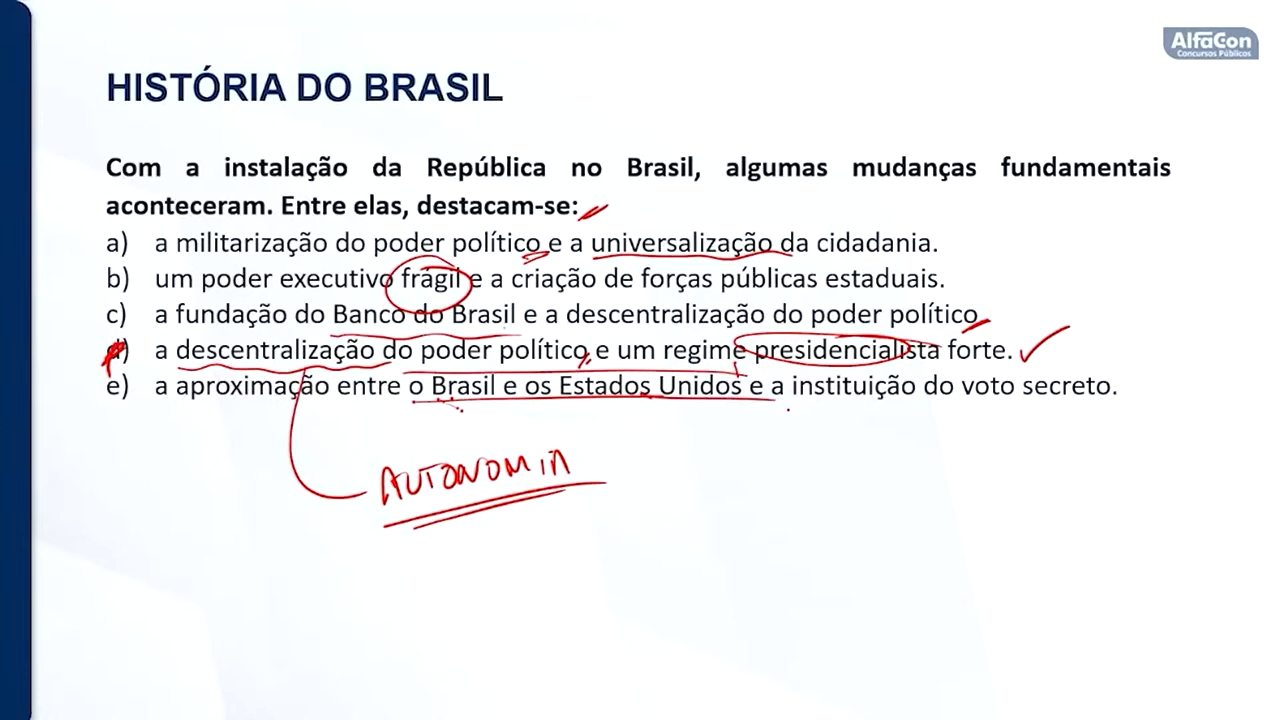 AlfaCon
Concursos Públicos
HISTÓRIA DO BRASIL
Com a instalação da República no Brasil, algumas mudanças fundamentais
aconteceram. Entre elas, destacam-se:
a) a militarização do poder político e a universalização da cidadania.
b) um poder executivo frágil e a criação de forças públicas estaduais.
c) a fundação do Banco do Brasil e a descentralização do poder político.
d) a descentralização do poder político e um regime presidencialista forte.
e) a aproximação entre o Brasil e os Estados Unidos e a instituição do voto secreto.
AUTONOMIA